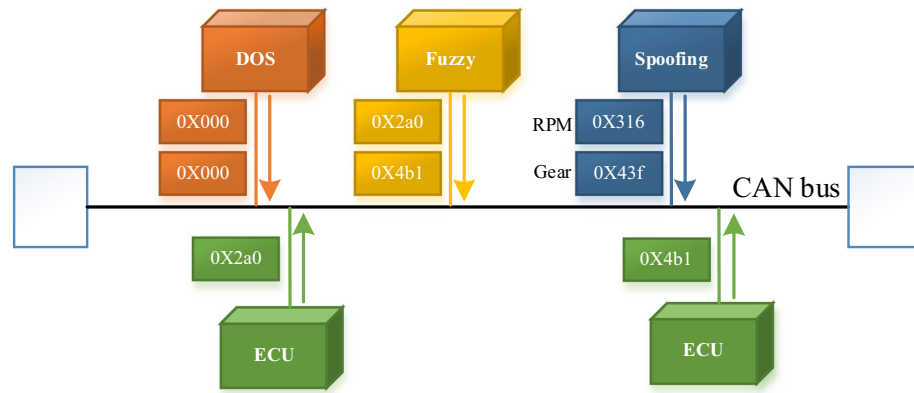 DOS
Fuzzy
Spoofing
0X000
0X2a0
RPM
0X316
0X000
0X4b1
Gear
0X43f
CAN bus
0X2a0
0X4b1
ECU
ECU